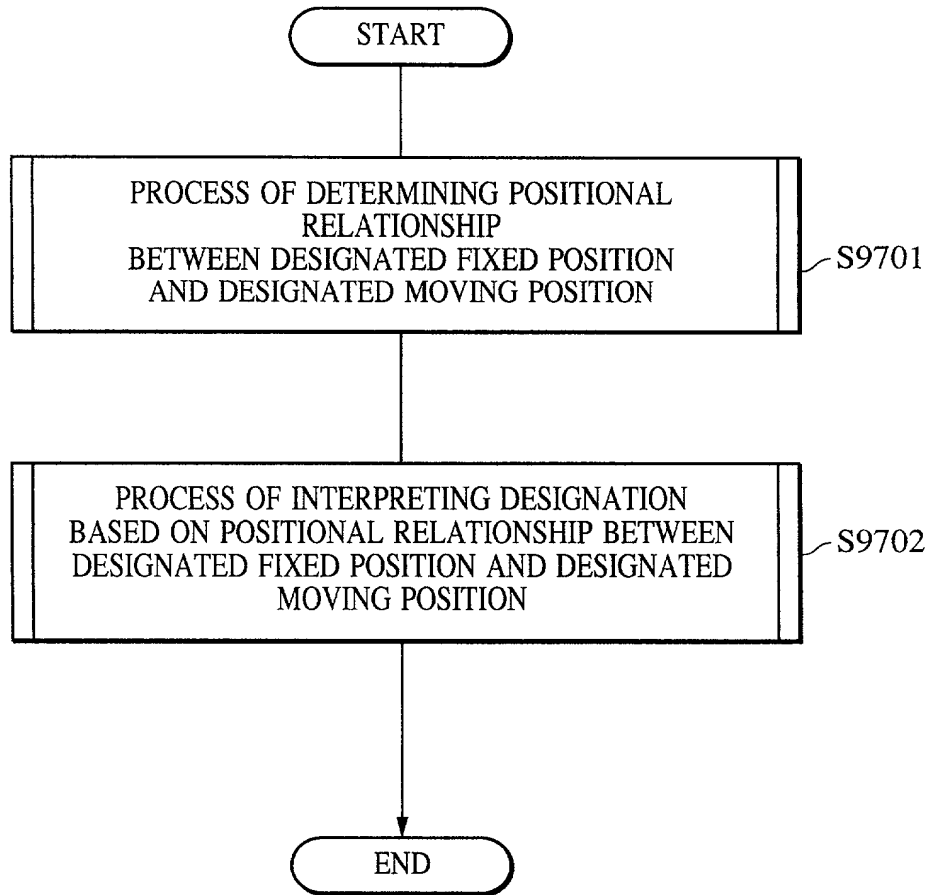 START
PROCESS OF DETERMINING POSITIONAL
RELATIONSHIP
BETWEEN DESIGNATED FIXED POSITION
AND DESIGNATED MOVING POSITION
S9701
PROCESS OF INTERPRETING DESIGNATION
BASED ON POSITIONAL RELATIONSHIP BETWEEN
DESIGNATED FIXED POSITION AND DESIGNATED
MOVING POSITION
S9702
END